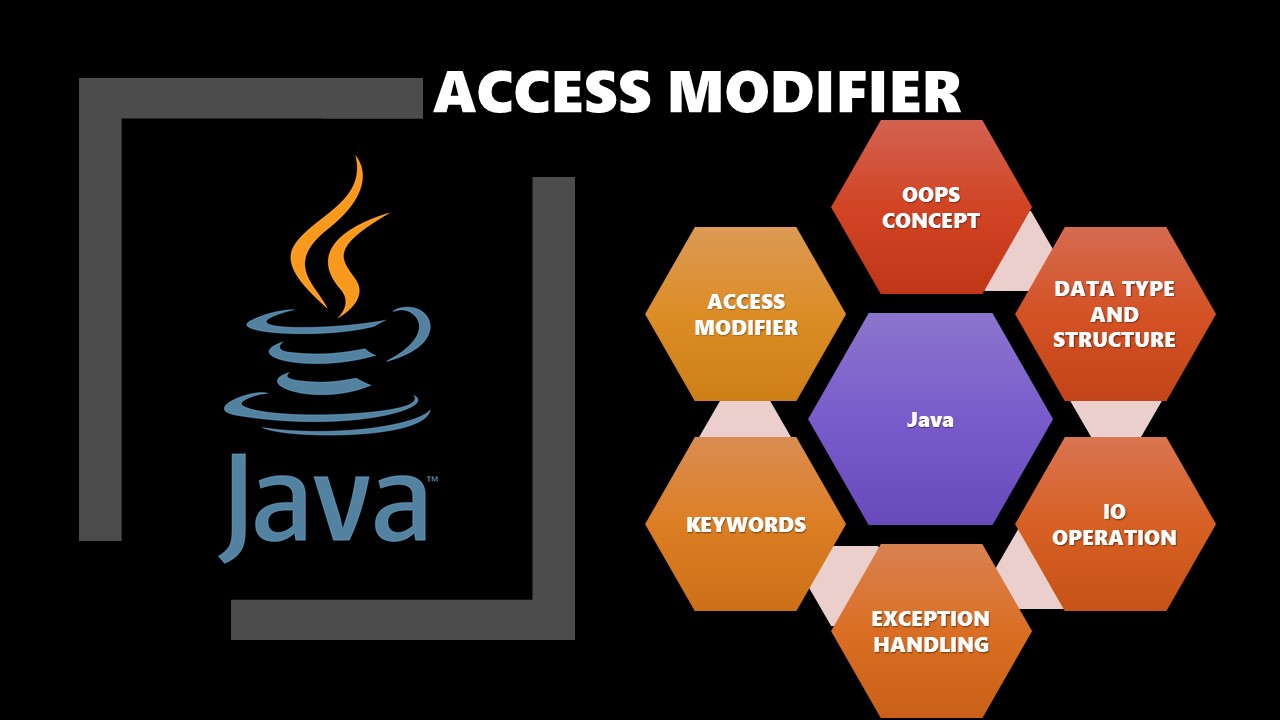 ACCESS MODIFIER
Java™
OOPS
CONCEPT
ACCESS
MODIFIER
DATA TYPE
AND
STRUCTURE
Java
KEYWORDS
IO
OPERATION
EXCEPTION
HANDLING